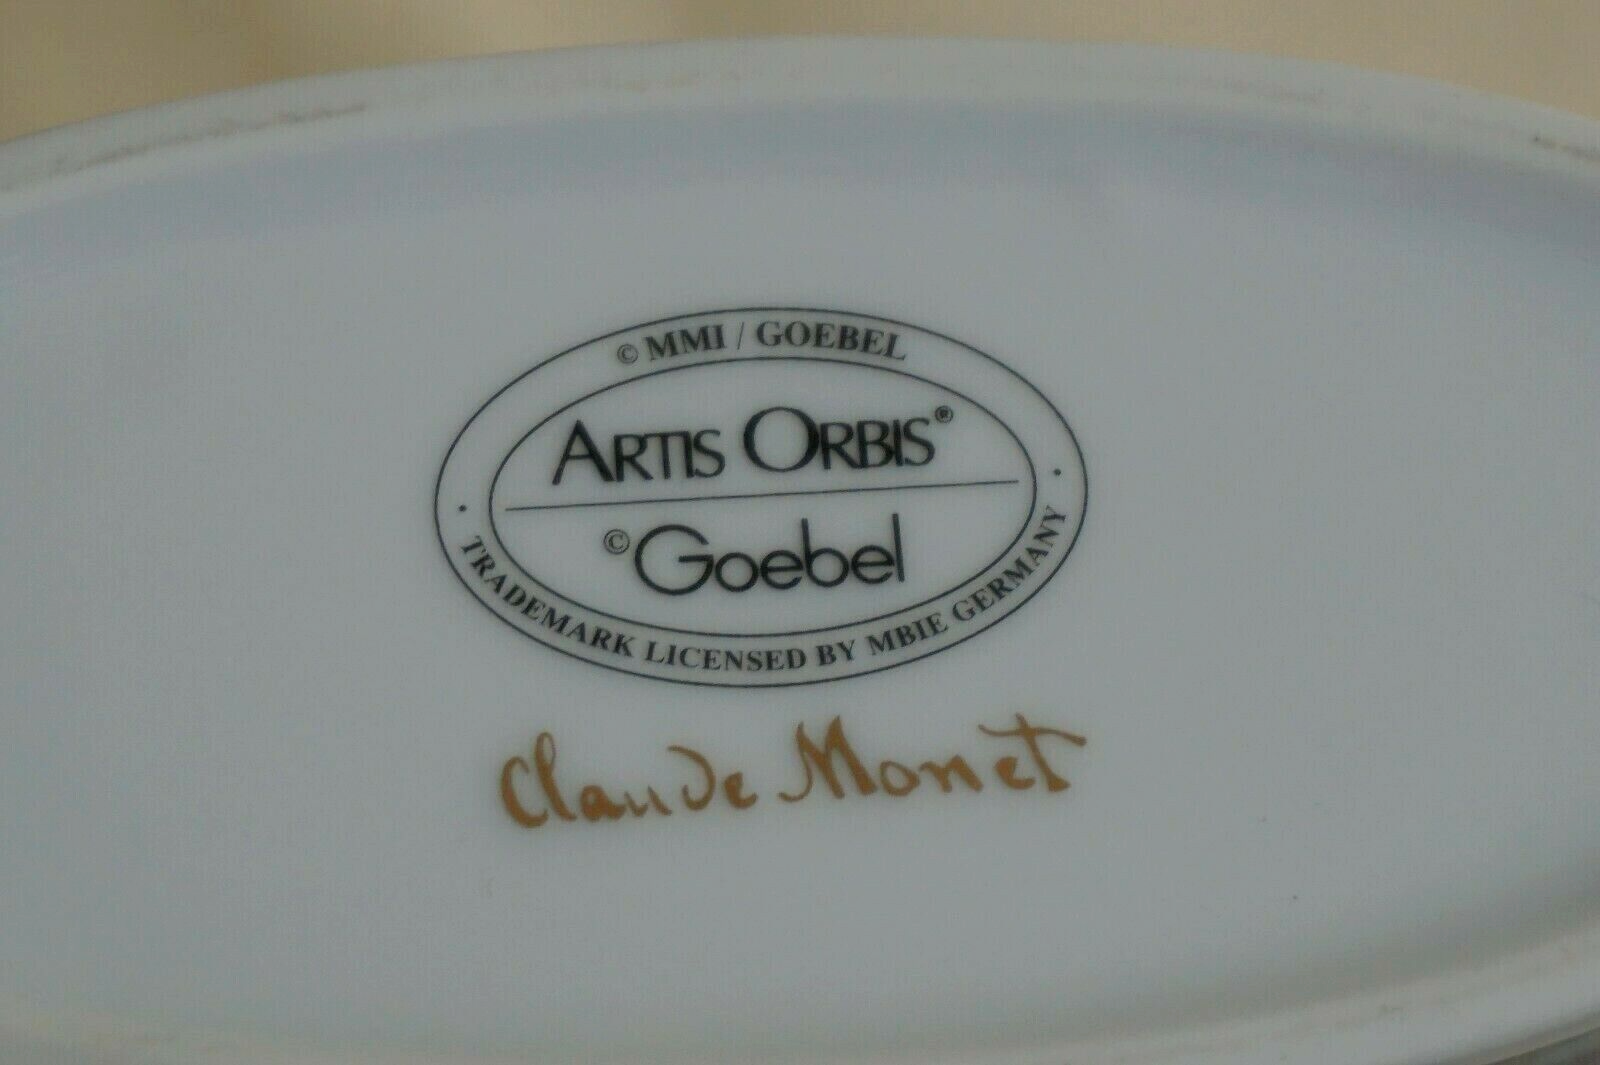 © MMI / GOEBEL
ARTIS ORBIS®
© Goebel
· TRADEMARK LICENSED BY MBIE GERMANY ·
Claude Monet